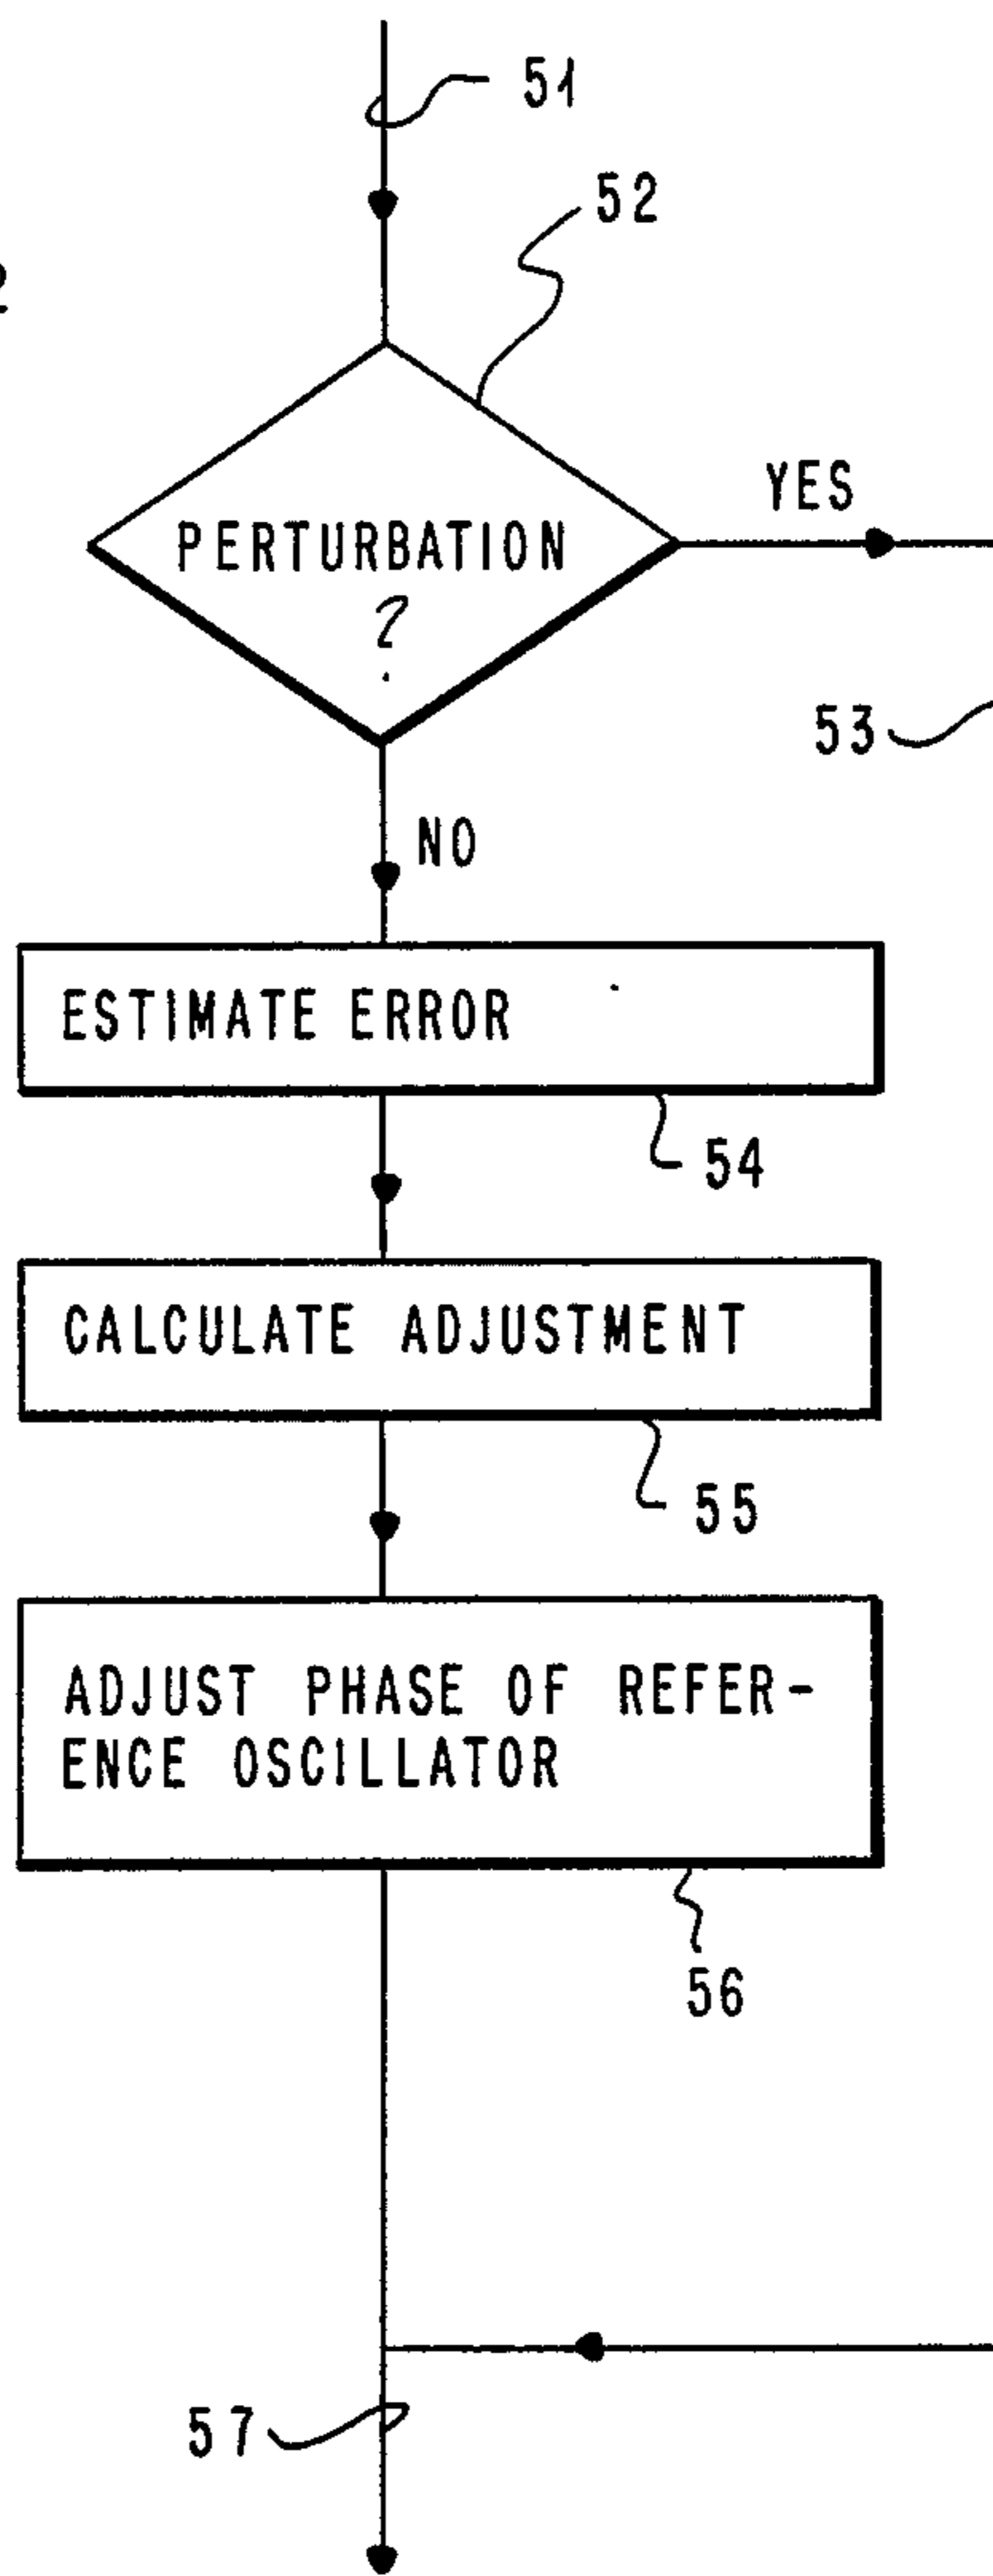 51
52
PERTURBATION
?
YES
53
NO
ESTIMATE ERROR
54
CALCULATE ADJUSTMENT
55
ADJUST PHASE OF REFER-
ENCE OSCILLATOR
56
57